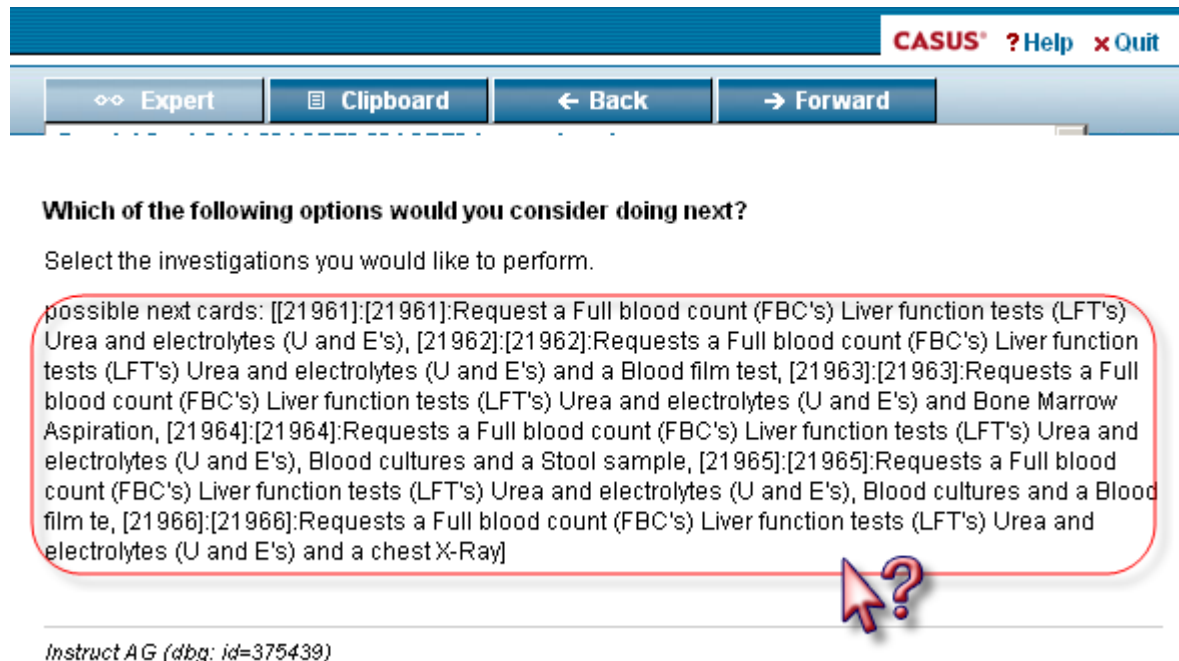 CASUS® ?Help × Quit
Expert Clipboard ← Back → Forward
Which of the following options would you consider doing next?
Select the investigations you would like to perform.
possible next cards: [[21961]:[21961]:Request a Full blood count (FBC's) Liver function tests (LFT's)
Urea and electrolytes (U and E's), [21962]:[21962]:Requests a Full blood count (FBC's) Liver function
tests (LFT's) Urea and electrolytes (U and E's) and a Blood film test, [21963]:[21963]:Requests a Full
blood count (FBC's) Liver function tests (LFT's) Urea and electrolytes (U and E's) and Bone Marrow
Aspiration, [21964]:[21964]:Requests a Full blood count (FBC's) Liver function tests (LFT's) Urea and
electrolytes (U and E's), Blood cultures and a Stool sample, [21965]:[21965]:Requests a Full blood
count (FBC's) Liver function tests (LFT's) Urea and electrolytes (U and E's), Blood cultures and a Blood
film te, [21966]:[21966]:Requests a Full blood count (FBC's) Liver function tests (LFT's) Urea and
electrolytes (U and E's) and a chest X-Ray]
?
Instruct AG (dbg: id=375439)